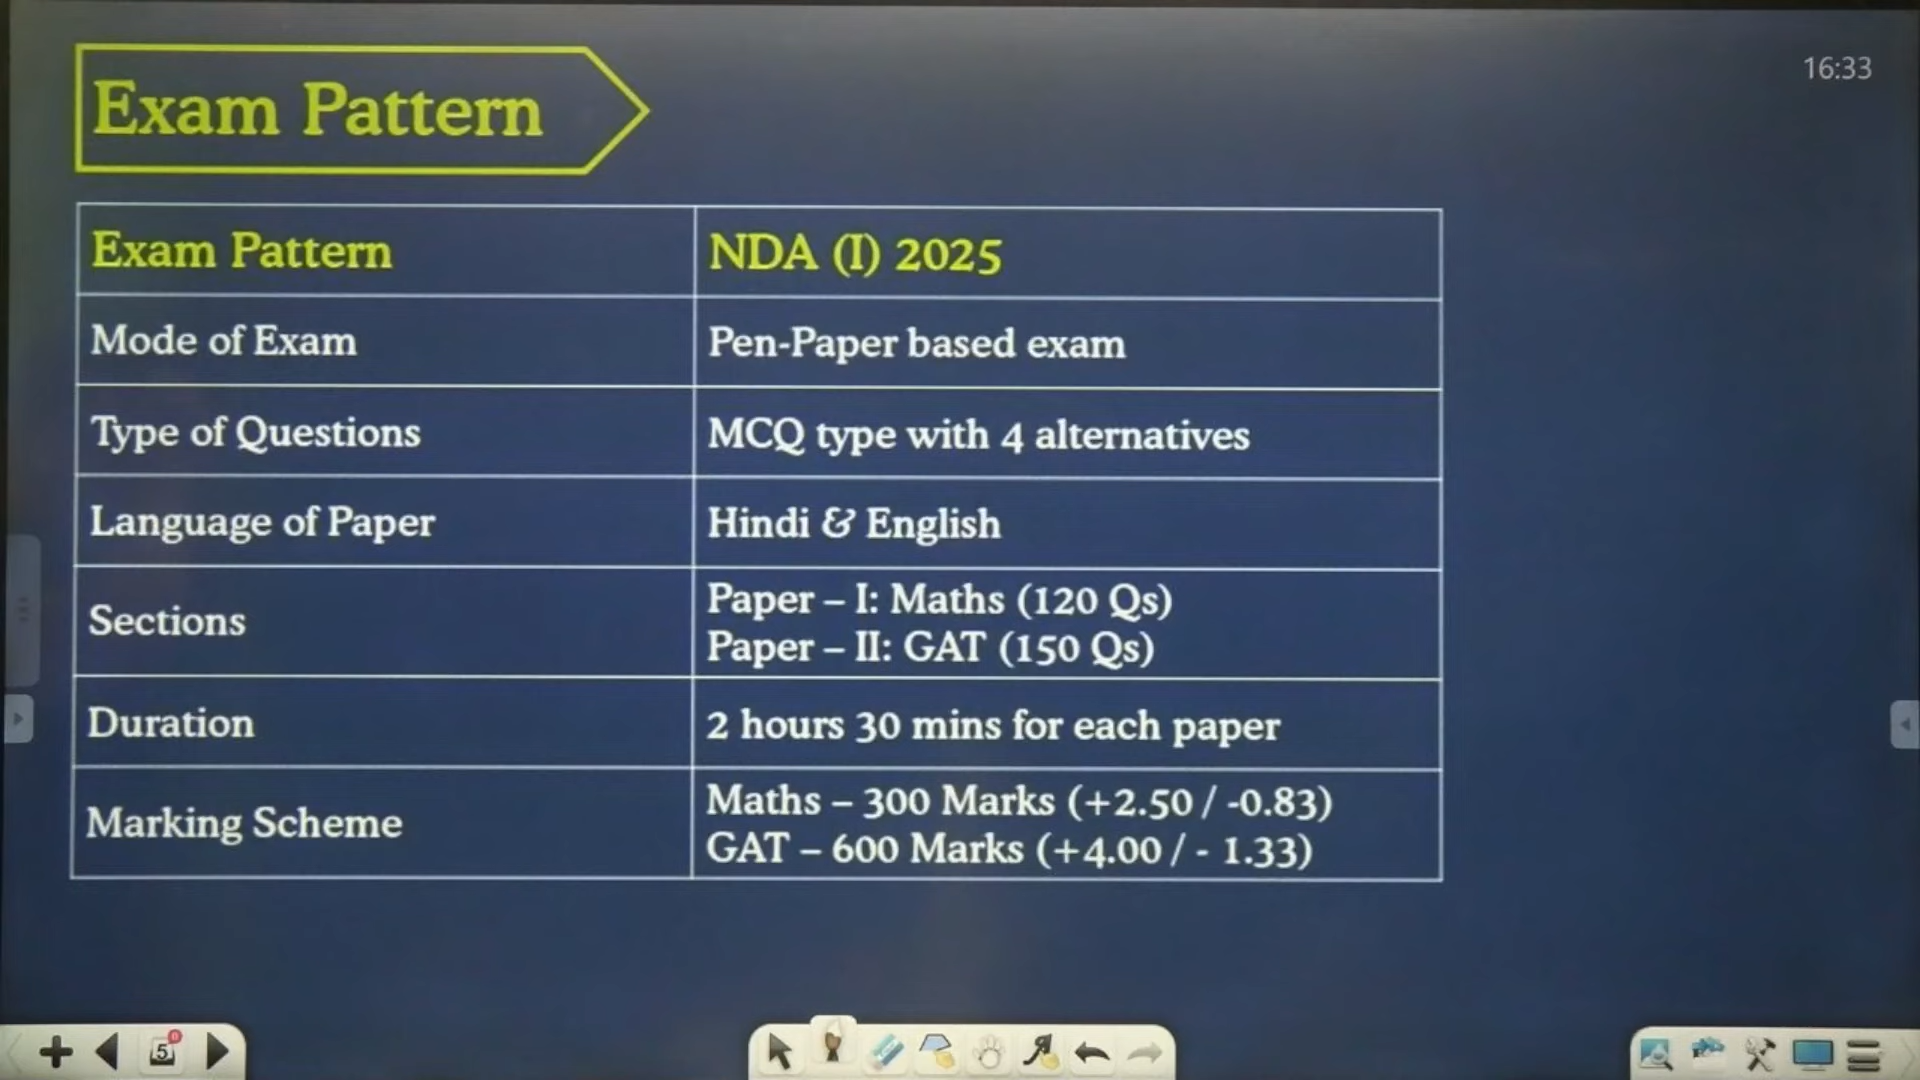 16:33
Exam Pattern
Exam Pattern NDA (I) 2025
Mode of Exam Pen-Paper based exam
Type of Questions MCQ type with 4 alternatives
Language of Paper Hindi & English
Sections
Paper – I: Maths (120 Qs)
Paper – II: GAT (150 Qs)
Duration 2 hours 30 mins for each paper
Marking Scheme
Maths – 300 Marks (+2.50 / -0.83)
GAT – 600 Marks (+4.00 / - 1.33)
5